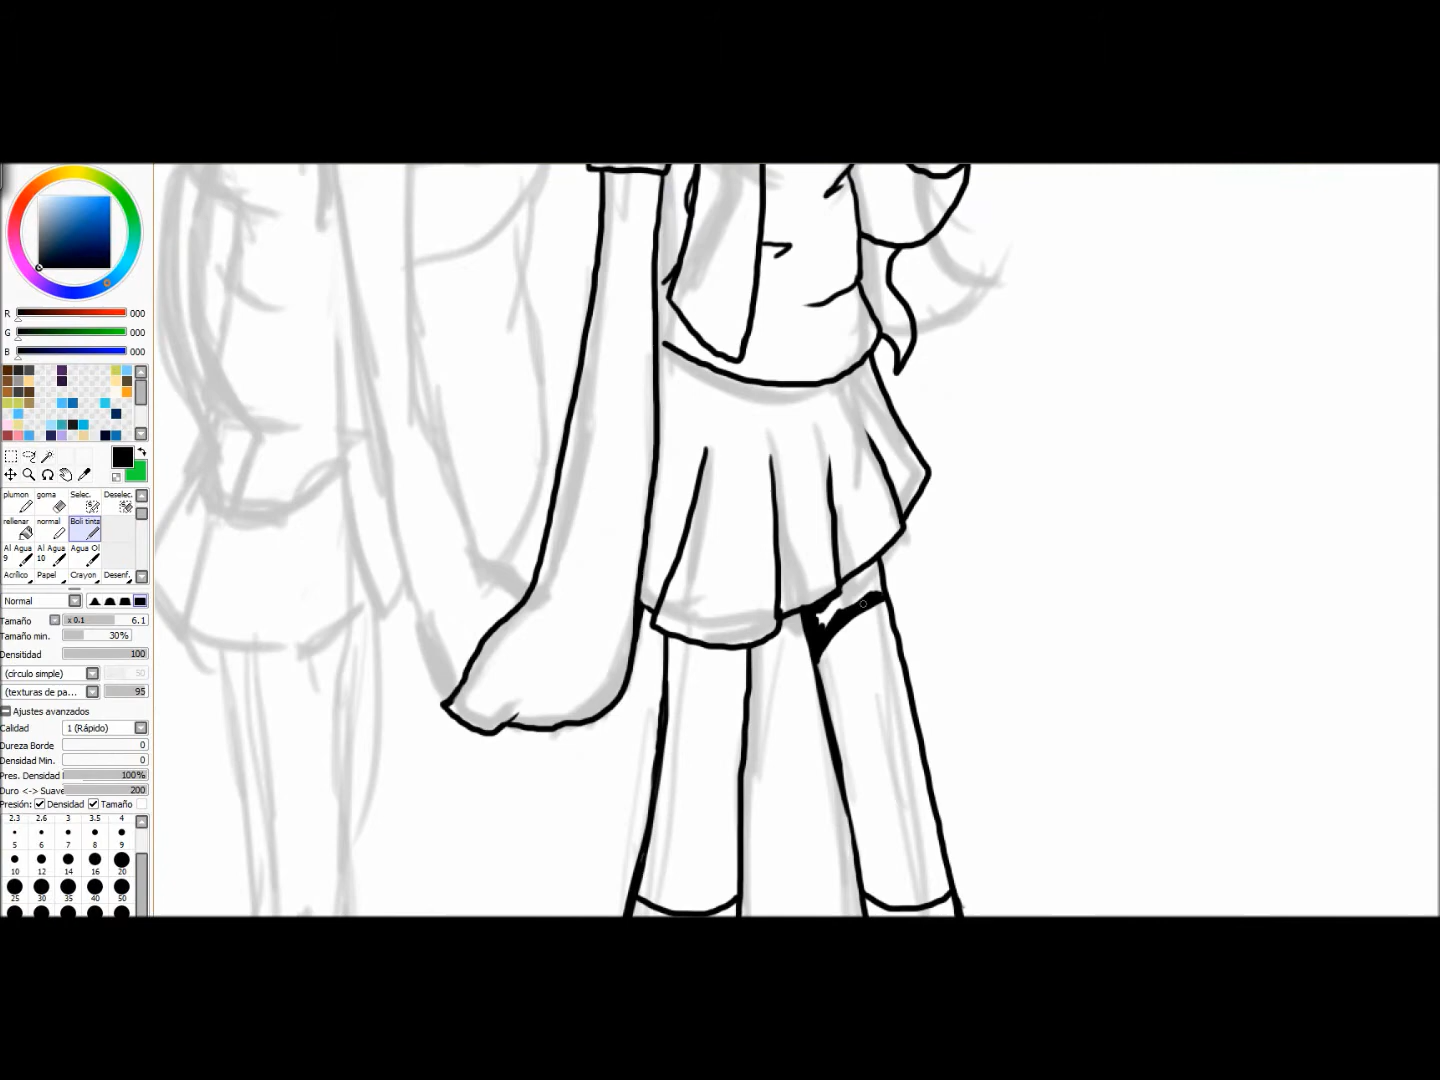 R 000
G 000
B 000
plumon goma Selec. Deselec.
rellenar normal Boli tinta
Al Agua Al Agua Agua Ol
9 10
Acrílico Papel Crayon Desenf.
Normal
Tamaño x 0.1 6.1
Tamaño min. 30%
Densitidad 100
(círculo simple) 50
(texturas de pa... 95
Ajustes avanzados
Calidad 1 (Rápido)
Dureza Borde 0
Densidad Min. 0
Pres. Densidad 100%
Duro <-> Suave 200
Presión: Densidad Tamaño
2.3 2.6 3 3.5 4
5 6 7 8 9
10 12 14 16 20
25 30 35 40 50